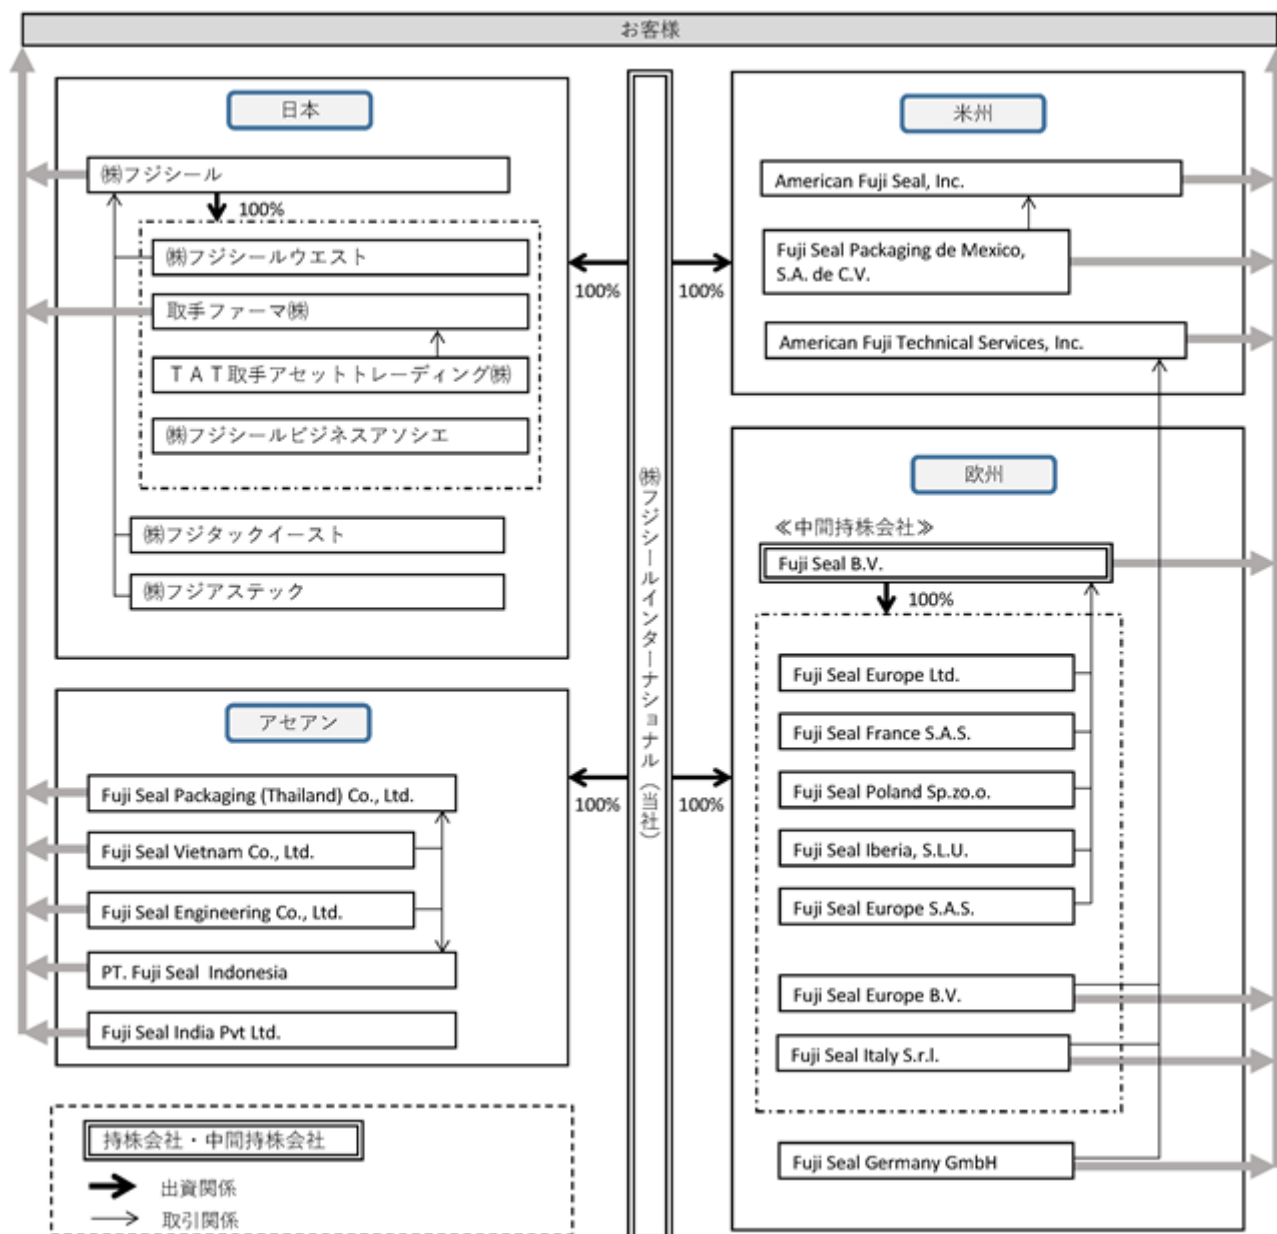 お客様
日本
㈱フジシール
100%
㈱フジシールウエスト
取手ファーマ㈱
ＴＡＴ取手アセットトレーディング㈱
㈱フジシールビジネスアソシエ
㈱フジタックイースト
㈱フジアステック
アセアン
Fuji Seal Packaging (Thailand) Co., Ltd.
Fuji Seal Vietnam Co., Ltd.
Fuji Seal Engineering Co., Ltd.
PT. Fuji Seal Indonesia
Fuji Seal India Pvt Ltd.
持株会社・中間持株会社
出資関係
取引関係
100%
100%
㈱フジシールインターナショナル（当社）
100%
100%
米州
American Fuji Seal, Inc.
Fuji Seal Packaging de Mexico,
S.A. de C.V.
American Fuji Technical Services, Inc.
欧州
≪中間持株会社≫
Fuji Seal B.V.
100%
Fuji Seal Europe Ltd.
Fuji Seal France S.A.S.
Fuji Seal Poland Sp.zo.o.
Fuji Seal Iberia, S.L.U.
Fuji Seal Europe S.A.S.
Fuji Seal Europe B.V.
Fuji Seal Italy S.r.l.
Fuji Seal Germany GmbH